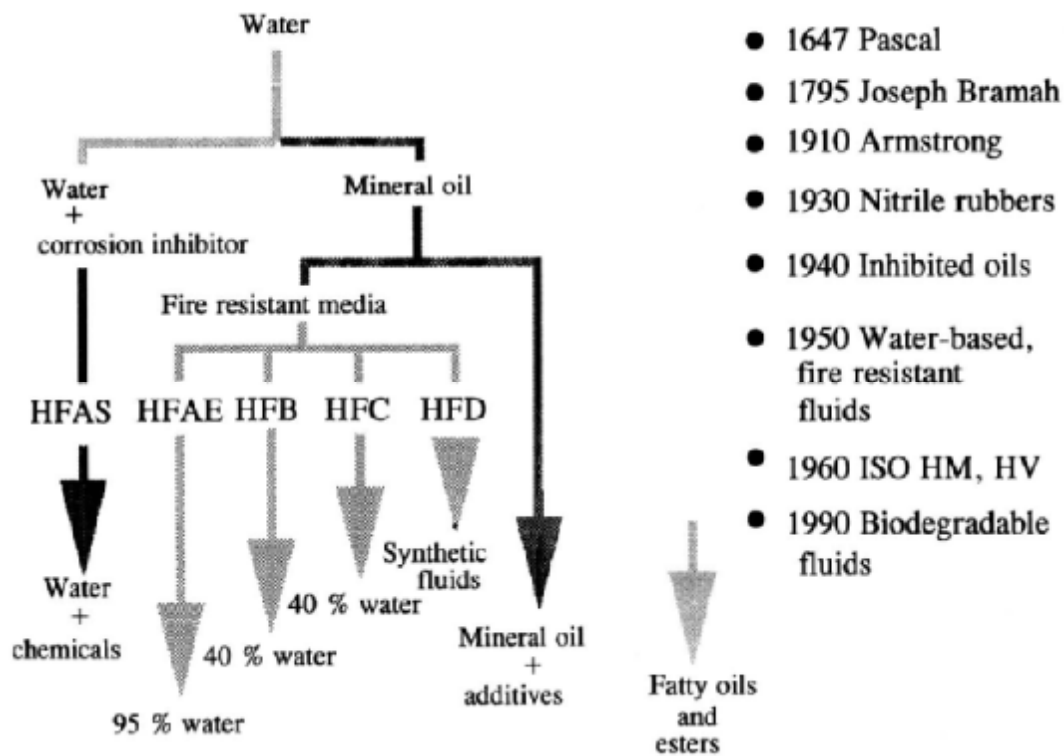 Water
Water
+
corrosion inhibitor
Mineral oil
Fire resistant media
HFAS HFAE HFB HFC HFD
Water
+
chemicals
95 % water
40 % water
40 % water
Synthetic
fluids
Mineral oil
+
additives
Fatty oils
and
esters
● 1647 Pascal
● 1795 Joseph Bramah
● 1910 Armstrong
● 1930 Nitrile rubbers
● 1940 Inhibited oils
● 1950 Water-based,
fire resistant
fluids
● 1960 ISO HM, HV
● 1990 Biodegradable
fluids